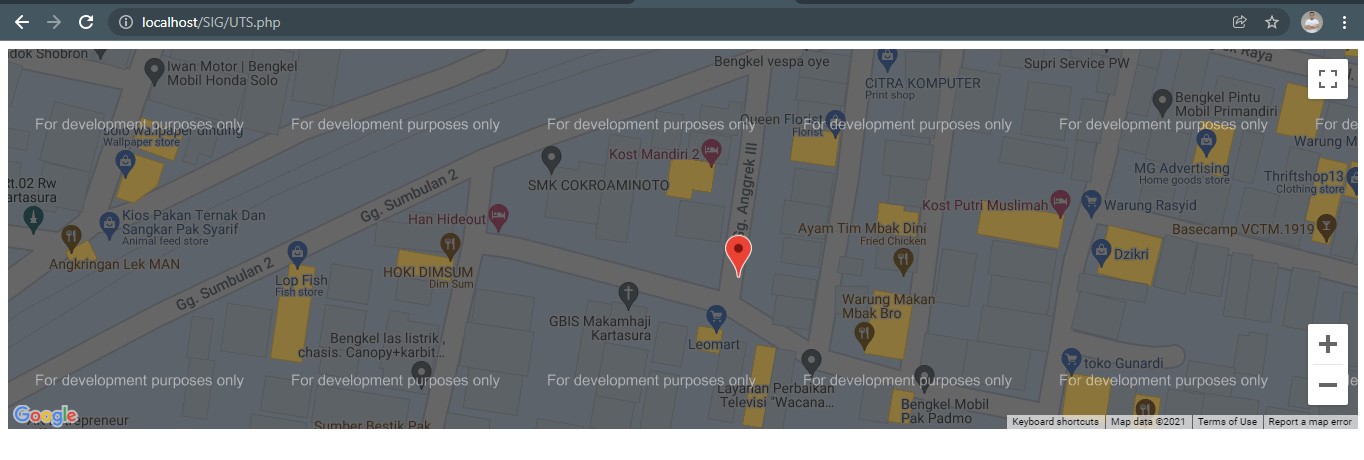 localhost/SIG/UTS.php
dok Shobron
Iwan Motor | Bengkel
Mobil Honda Solo
Bengkel vespa oye
CITRA KOMPUTER
Print shop
Supri Service PW
Raya
Bengkel Pintu
Mobil Primandiri
For development purposes only
For development purposes only
For development purposes only
For development purposes only
For development purposes only
For de
Solo wallpaper dinding
Wallpaper store
Queen Florist
Florist
Warung M
Kost Mandiri 2
Gg. Anggrek III
SMK COKROAMINOTO
MG Advertising
Home goods store
Thriftshop13
Clothing store
Rt.02 Rw
artasura
Gg. Sumbulan 2
Kios Pakan Ternak Dan
Sangkar Pak Syarif
Animal feed store
Han Hideout
Kost Putri Muslimah
Warung Rasyid
Ayam Tim Mbak Dini
Fried Chicken
Basecamp VCTM.1919
Angkringan Lek MAN
HOKI DIMSUM
Dim Sum
Dzikri
Gg. Sumbulan 2
Lop Fish
Fish store
GBIS Makamhaji
Kartasura
Leomart
Warung Makan
Mbak Bro
Bengkel las listrik ,
chasis. Canopy+karbit...
toko Gunardi
For development purposes only
For development purposes only
For development purposes only
For development purposes only
For development purposes only
Layanan Perbaikan
Televisi "Wacana...
Bengkel Mobil
Pak Padmo
Google
repreneur
Sumber Bestik Pak
Keyboard shortcuts
Map data ©2021
Terms of Use
Report a map error